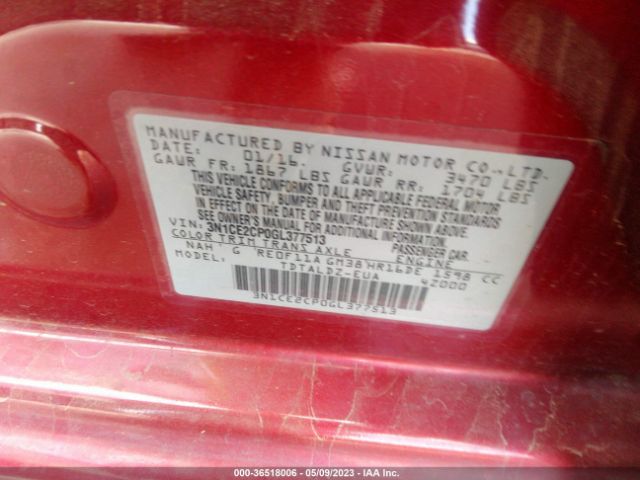 MANUFACTURED BY NISSAN MOTOR CO.,LTD.
DATE: 01/16. GVWR: 3470 LBS
GAWR FR: 1867 LBS GAWR RR: 1704 LBS
THIS VEHICLE CONFORMS TO ALL APPLICABLE FEDERAL MOTOR
VEHICLE SAFETY, BUMPER AND THEFT PREVENTION STANDARDS
IN EFFECT ON THE DATE OF MANUFACTURE SHOWN ABOVE.
SEE OWNER'S MANUAL FOR ADDITIONAL INFORMATION.
VIN: 3N1CE2CP0GL377513 PASSENGER CAR
COLOR TRIM TRANS AXLE ENGINE
NAH G RE0F11A GM38 HR16DE 1598 CC
MODEL: TDTALDZ-EUA 4Z000
3N1CE2CP0GL377513
000-36518006 - 05/09/2023 - IAA Inc.